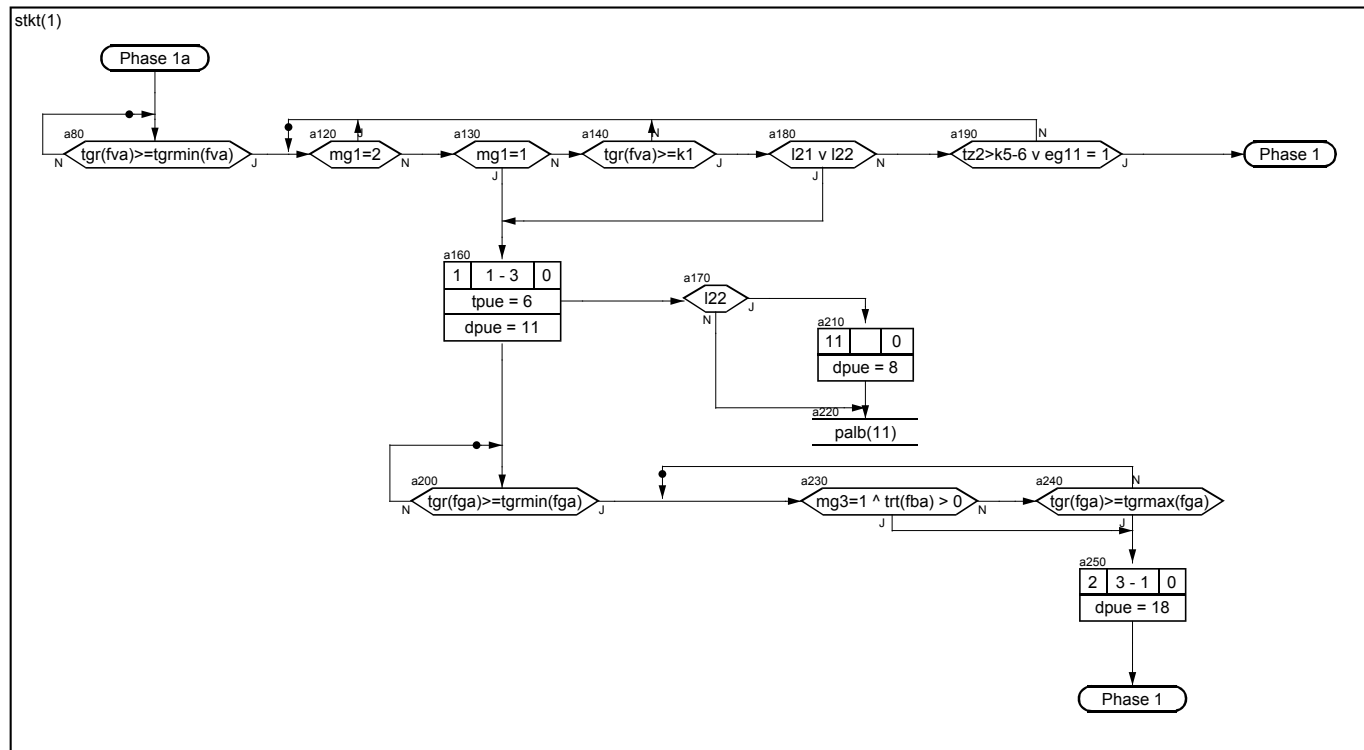 stkt(1)
Phase 1a
a80
tgr(fva)>=tgrmin(fva)
N
J
a120
mg1=2
J
N
a130
mg1=1
J
N
a140
tgr(fva)>=k1
N
J
a180
l21 v l22
J
N
a190
tz2>k5-6 v eg11 = 1
N
J
Phase 1
a160
1 1 - 3 0
tpue = 6
dpue = 11
a170
l22
N
J
a210
11 0
dpue = 8
a220
palb(11)
a200
tgr(fga)>=tgrmin(fga)
N
J
a230
mg3=1 ^ trt(fba) > 0
J
N
a240
tgr(fga)>=tgrmax(fga)
N
J
a250
2 3 - 1 0
dpue = 18
Phase 1